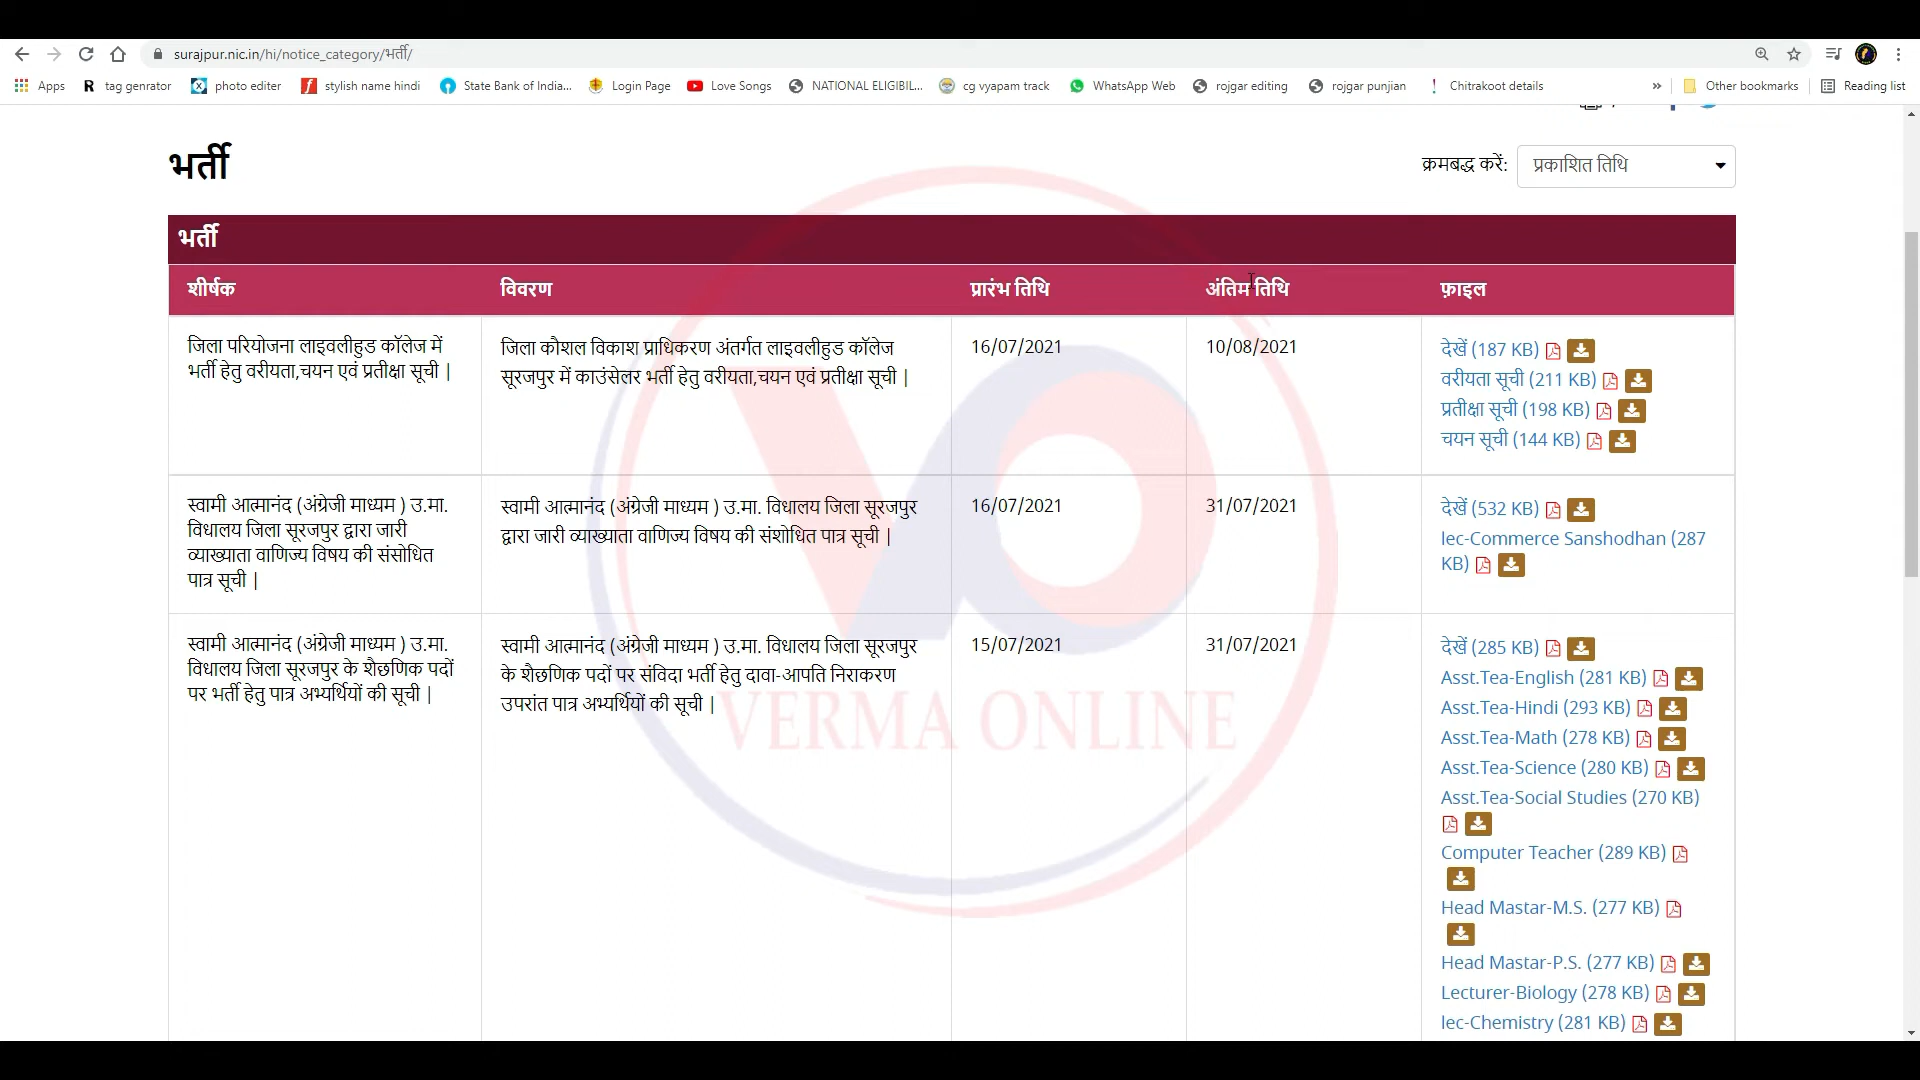 surajpur.nic.in/hi/notice_category/भर्ती/
Apps
tag genrator
photo editer
stylish name hindi
State Bank of India...
Login Page
Love Songs
NATIONAL ELIGIBIL...
cg vyapam track
WhatsApp Web
rojgar editing
rojgar punjian
Chitrakoot details
»
Other bookmarks
Reading list
भर्ती
क्रमबद्ध करें:
प्रकाशित तिथि
भर्ती
शीर्षक
विवरण
प्रारंभ तिथि
अंतिम तिथि
फ़ाइल
जिला परियोजना लाइवलीहुड कॉलेज में
भर्ती हेतु वरीयता,चयन एवं प्रतीक्षा सूची |
जिला कौशल विकाश प्राधिकरण अंतर्गत लाइवलीहुड कॉलेज
सूरजपुर में काउंसेलर भर्ती हेतु वरीयता,चयन एवं प्रतीक्षा सूची |
16/07/2021
10/08/2021
देखें (187 KB)
वरीयता सूची (211 KB)
प्रतीक्षा सूची (198 KB)
चयन सूची (144 KB)
स्वामी आत्मानंद (अंग्रेजी माध्यम ) उ.मा.
विधालय जिला सूरजपुर द्वारा जारी
व्याख्याता वाणिज्य विषय की संसोधित
पात्र सूची |
स्वामी आत्मानंद (अंग्रेजी माध्यम ) उ.मा. विधालय जिला सूरजपुर
द्वारा जारी व्याख्याता वाणिज्य विषय की संशोधित पात्र सूची |
16/07/2021
31/07/2021
देखें (532 KB)
lec-Commerce Sanshodhan (287
KB)
स्वामी आत्मानंद (अंग्रेजी माध्यम ) उ.मा.
विधालय जिला सूरजपुर के शैछणिक पदों
पर भर्ती हेतु पात्र अभ्यर्थियों की सूची |
स्वामी आत्मानंद (अंग्रेजी माध्यम ) उ.मा. विधालय जिला सूरजपुर
के शैछणिक पदों पर संविदा भर्ती हेतु दावा-आपति निराकरण
उपरांत पात्र अभ्यर्थियों की सूची |
15/07/2021
31/07/2021
देखें (285 KB)
Asst.Tea-English (281 KB)
Asst.Tea-Hindi (293 KB)
Asst.Tea-Math (278 KB)
Asst.Tea-Science (280 KB)
Asst.Tea-Social Studies (270 KB)
Computer Teacher (289 KB)
Head Mastar-M.S. (277 KB)
Head Mastar-P.S. (277 KB)
Lecturer-Biology (278 KB)
lec-Chemistry (281 KB)
VO
VERMA ONLINE